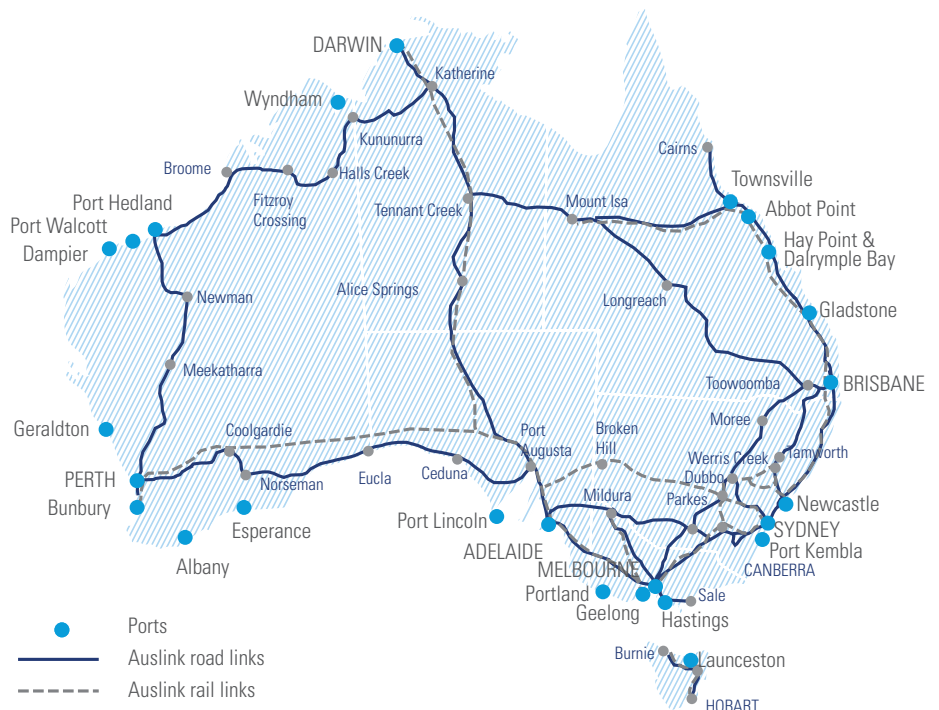 DARWIN
Katherine
Wyndham
Kununurra
Cairns
Broome
Halls Creek
Fitzroy
Crossing
Townsville
Mount Isa
Abbot Point
Port Hedland
Tennant Creek
Port Walcott
Dampier
Hay Point &
Dalrymple Bay
Alice Springs
Newman
Longreach
Gladstone
Meekatharra
Toowoomba
BRISBANE
Moree
Geraldton
Coolgardie
Port
Augusta
Broken
Hill
Werris Creek
Tamworth
PERTH
Norseman
Eucla
Ceduna
Dubbo
Mildura
Parkes
Newcastle
Bunbury
Esperance
Port Lincoln
SYDNEY
ADELAIDE
Port Kembla
Albany
MELBOURNE
CANBERRA
Portland
Sale
Geelong
Hastings
Ports
Auslink road links
Auslink rail links
Burnie
Launceston
HOBART